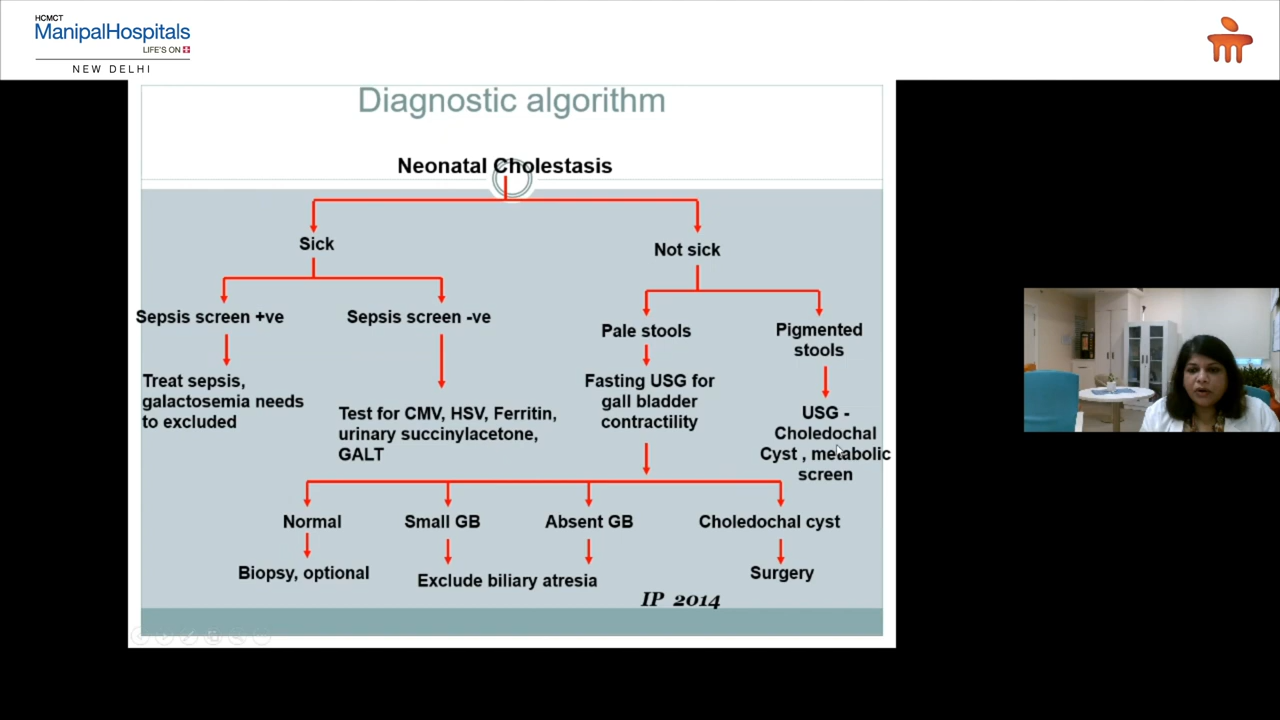 HCMCT
ManipalHospitals
LIFE'S ON
NEW DELHI
Diagnostic algorithm
Neonatal Cholestasis
Sick
Not sick
Sepsis screen +ve
Sepsis screen -ve
Pale stools
Pigmented
stools
Treat sepsis,
galactosemia needs
to excluded
Test for CMV, HSV, Ferritin,
urinary succinylacetone,
GALT
Fasting USG for
gall bladder
contractility
USG -
Choledochal
Cyst , metabolic
screen
Normal
Small GB
Absent GB
Choledochal cyst
Biopsy, optional
Exclude biliary atresia
Surgery
IP 2014